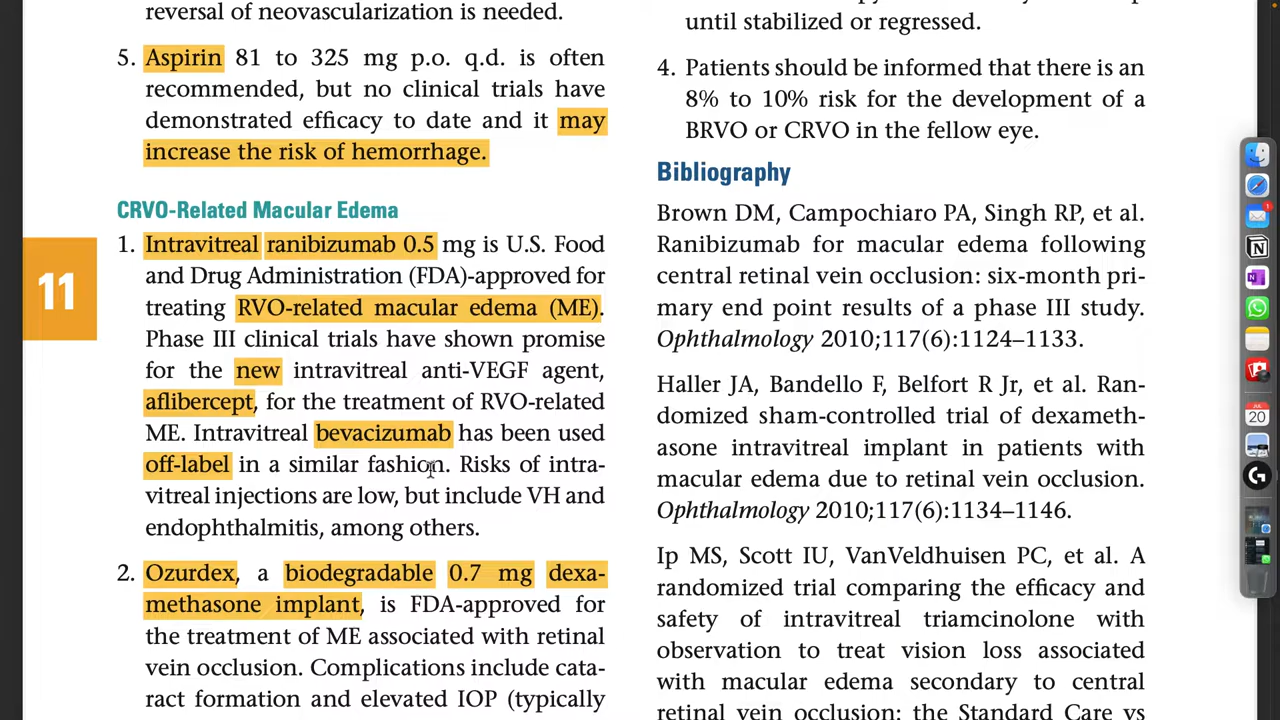 reversal of neovascularization is needed.
5. Aspirin 81 to 325 mg p.o. q.d. is often
recommended, but no clinical trials have
demonstrated efficacy to date and it may
increase the risk of hemorrhage.
CRVO-Related Macular Edema
1. Intravitreal ranibizumab 0.5 mg is U.S. Food
and Drug Administration (FDA)-approved for
treating RVO-related macular edema (ME).
Phase III clinical trials have shown promise
for the new intravitreal anti-VEGF agent,
aflibercept, for the treatment of RVO-related
ME. Intravitreal bevacizumab has been used
off-label in a similar fashion. Risks of intra-
vitreal injections are low, but include VH and
endophthalmitis, among others.
2. Ozurdex, a biodegradable 0.7 mg dexa-
methasone implant, is FDA-approved for
the treatment of ME associated with retinal
vein occlusion. Complications include cata-
ract formation and elevated IOP (typically
11
until stabilized or regressed.
4. Patients should be informed that there is an
8% to 10% risk for the development of a
BRVO or CRVO in the fellow eye.
Bibliography
Brown DM, Campochiaro PA, Singh RP, et al.
Ranibizumab for macular edema following
central retinal vein occlusion: six-month pri-
mary end point results of a phase III study.
Ophthalmology 2010;117(6):1124–1133.
Haller JA, Bandello F, Belfort R Jr, et al. Ran-
domized sham-controlled trial of dexameth-
asone intravitreal implant in patients with
macular edema due to retinal vein occlusion.
Ophthalmology 2010;117(6):1134–1146.
Ip MS, Scott IU, VanVeldhuisen PC, et al. A
randomized trial comparing the efficacy and
safety of intravitreal triamcinolone with
observation to treat vision loss associated
with macular edema secondary to central
retinal vein occlusion: the Standard Care vs
20